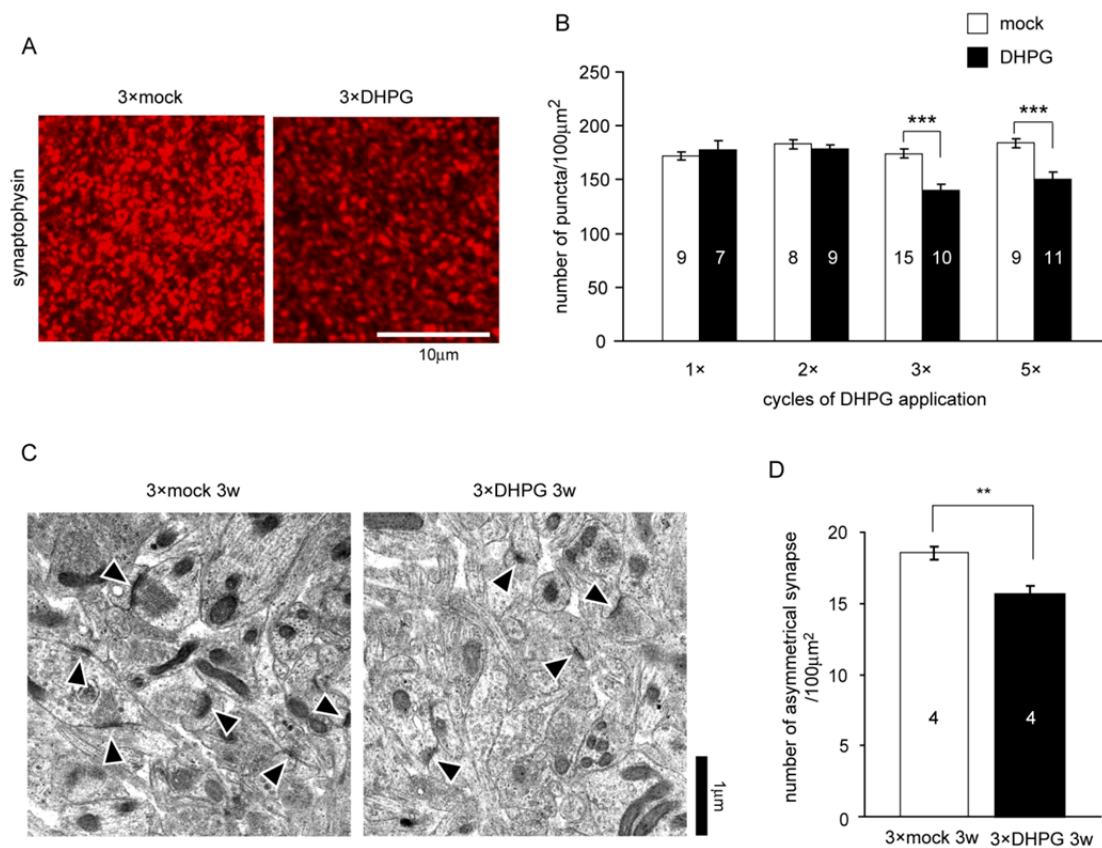 A
3×mock
3×DHPG
synaptophysin
10μm
B
mock
DHPG
number of puncta/100μm²
250
200
150
100
50
0
***
***
9
7
8
9
15
10
9
11
1×
2×
3×
5×
cycles of DHPG application
C
3×mock 3w
3×DHPG 3w
1μm
D
number of asymmetrical synapse
/100μm²
**
20
15
10
5
0
4
4
3×mock 3w
3×DHPG 3w